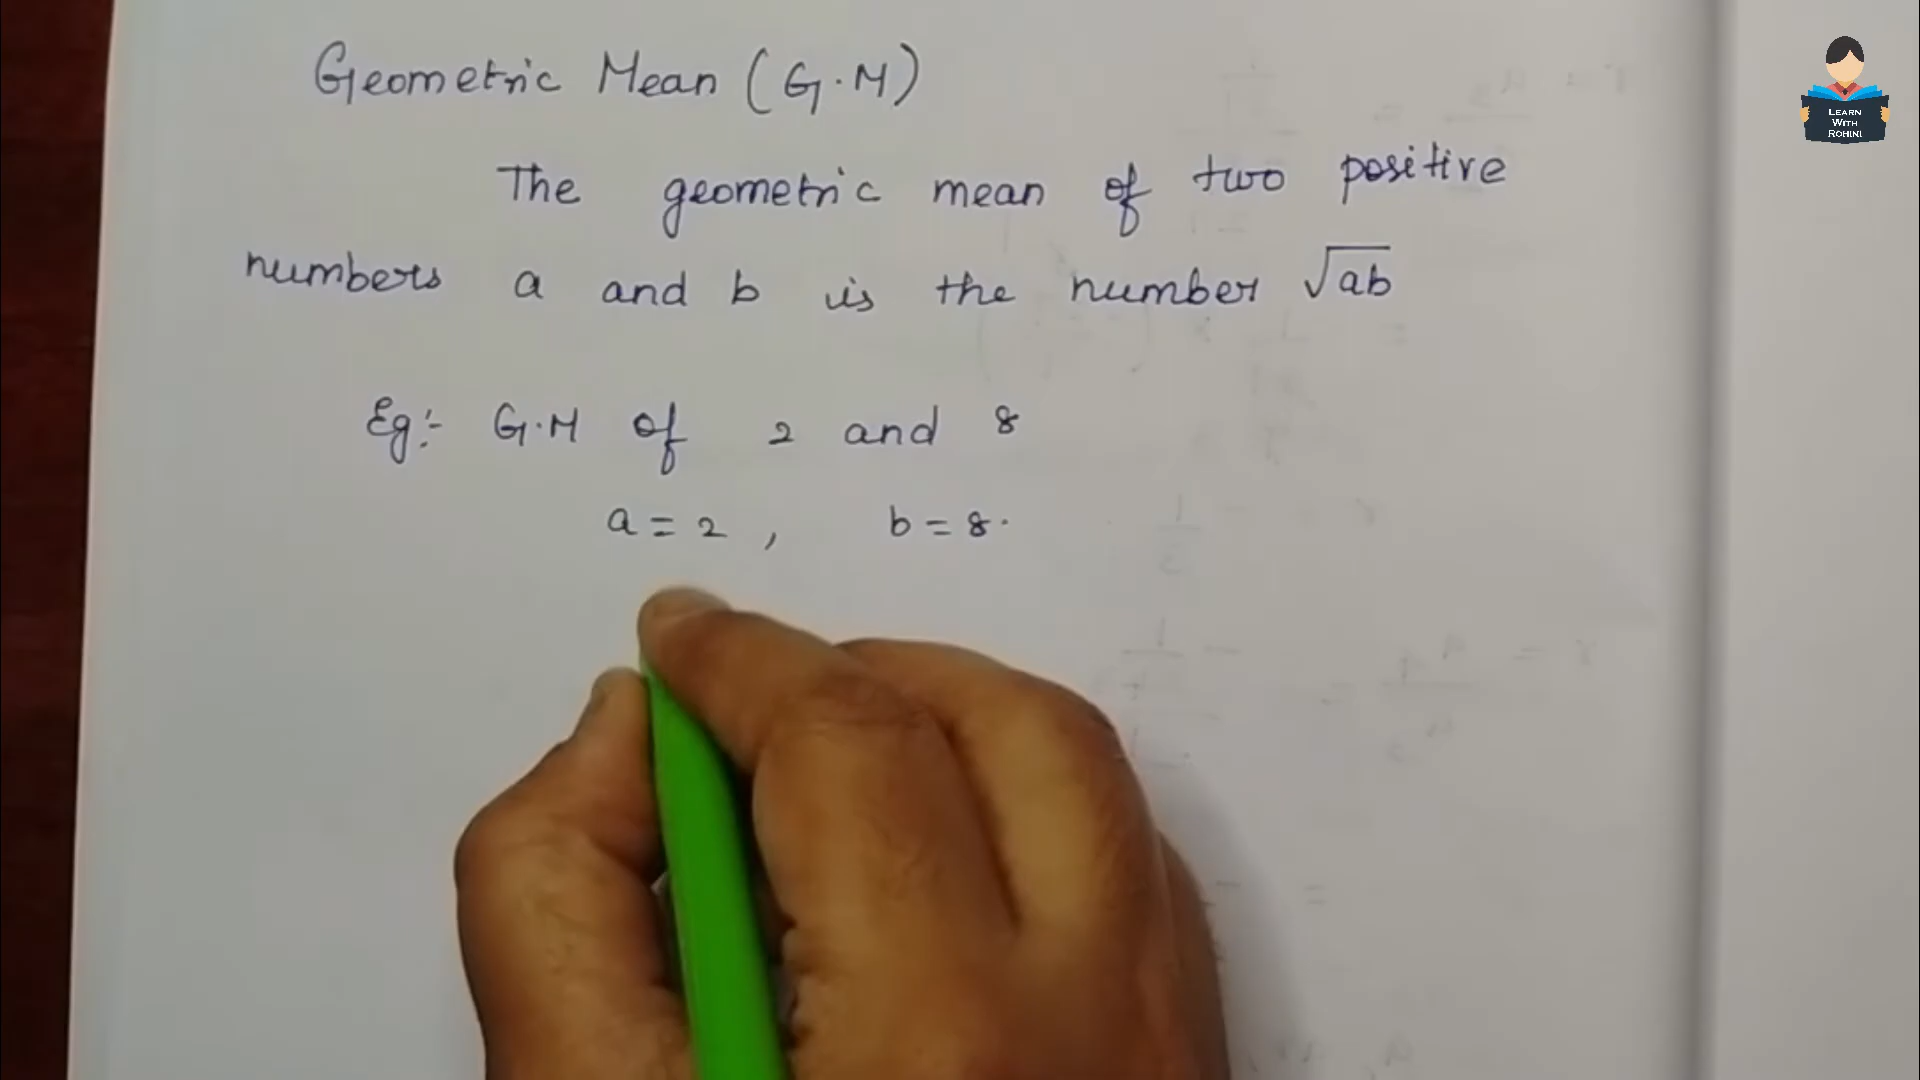 Geometric Mean (G.M)
The geometric mean of two positive
numbers a and b is the number √ab
Eg:- G.M of 2 and 8
a = 2 , b = 8.
LEARN
WITH
ROHINI